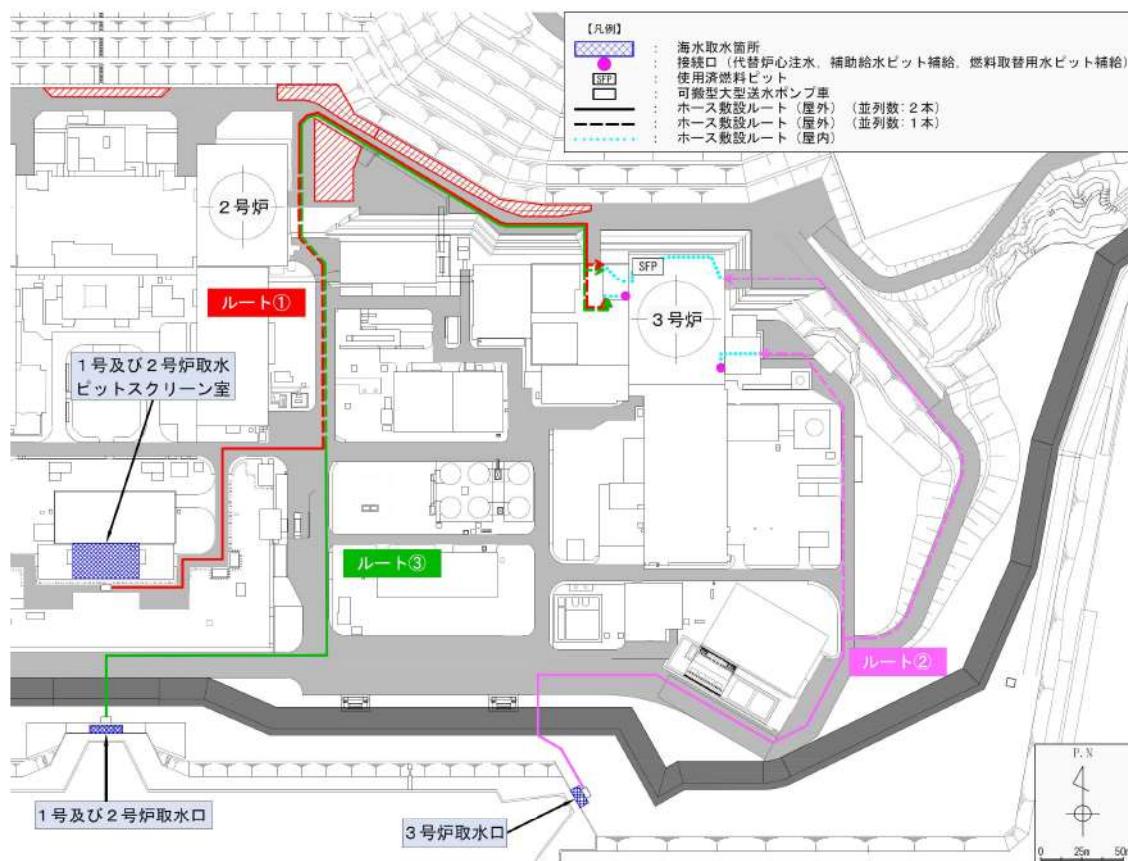 【凡例】
： 海水取水箇所
： 接続口（代替炉心注水，補助給水ピット補給，燃料取替用水ピット補給）
SFP ： 使用済燃料ピット
： 可搬型大型送水ポンプ車
： ホース敷設ルート（屋外）（並列数：２本）
： ホース敷設ルート（屋外）（並列数：１本）
： ホース敷設ルート（屋内）
２号炉
SFP
ルート①
３号炉
１号及び２号炉取水
ピットスクリーン室
ルート③
ルート②
１号及び２号炉取水口
３号炉取水口
P.N
0 25m 50m